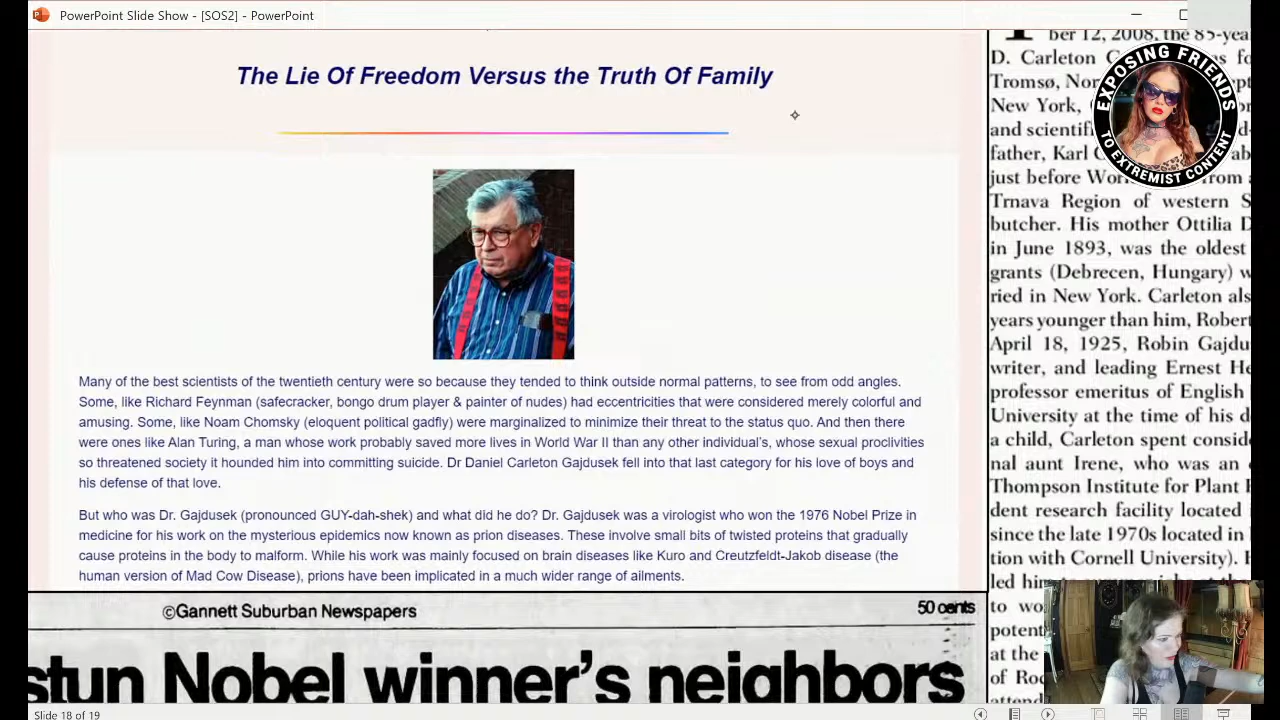 PowerPoint Slide Show - [SOS2] - PowerPoint
The Lie Of Freedom Versus the Truth Of Family
Many of the best scientists of the twentieth century were so because they tended to think outside normal patterns, to see from odd angles.
Some, like Richard Feynman (safecracker, bongo drum player & painter of nudes) had eccentricities that were considered merely colorful and
amusing. Some, like Noam Chomsky (eloquent political gadfly) were marginalized to minimize their threat to the status quo. And then there
were ones like Alan Turing, a man whose work probably saved more lives in World War II than any other individual's, whose sexual proclivities
so threatened society it hounded him into committing suicide. Dr Daniel Carleton Gajdusek fell into that last category for his love of boys and
his defense of that love.
But who was Dr. Gajdusek (pronounced GUY-dah-shek) and what did he do? Dr. Gajdusek was a virologist who won the 1976 Nobel Prize in
medicine for his work on the mysterious epidemics now known as prion diseases. These involve small bits of twisted proteins that gradually
cause proteins in the body to malform. While his work was mainly focused on brain diseases like Kuro and Creutzfeldt-Jakob disease (the
human version of Mad Cow Disease), prions have been implicated in a much wider range of ailments.
©Gannett Suburban Newspapers
50 cents
stun Nobel winner's neighbors
ber 12, 2008, the 85-yea
D. Carleton G
Tromsø, Nor
New York,
and scientif
father, Karl C
just before Wor from
Trnava Region of western S
butcher. His mother Ottilia D
in June 1893, was the oldest
grants (Debrecen, Hungary) w
ried in New York. Carleton als
years younger than him, Robert
April 18, 1925, Robin Gajdu
writer, and leading Ernest He
professor emeritus of English
University at the time of his d
a child, Carleton spent consid
nal aunt Irene, who was an
Thompson Institute for Plant
dent research facility located
since the late 1970s located in
tion with Cornell University).
led him
to wo
potent
at the
of Roc
attend
EXPOSING FRIENDS
TO EXTREMIST CONTENT
Slide 18 of 19